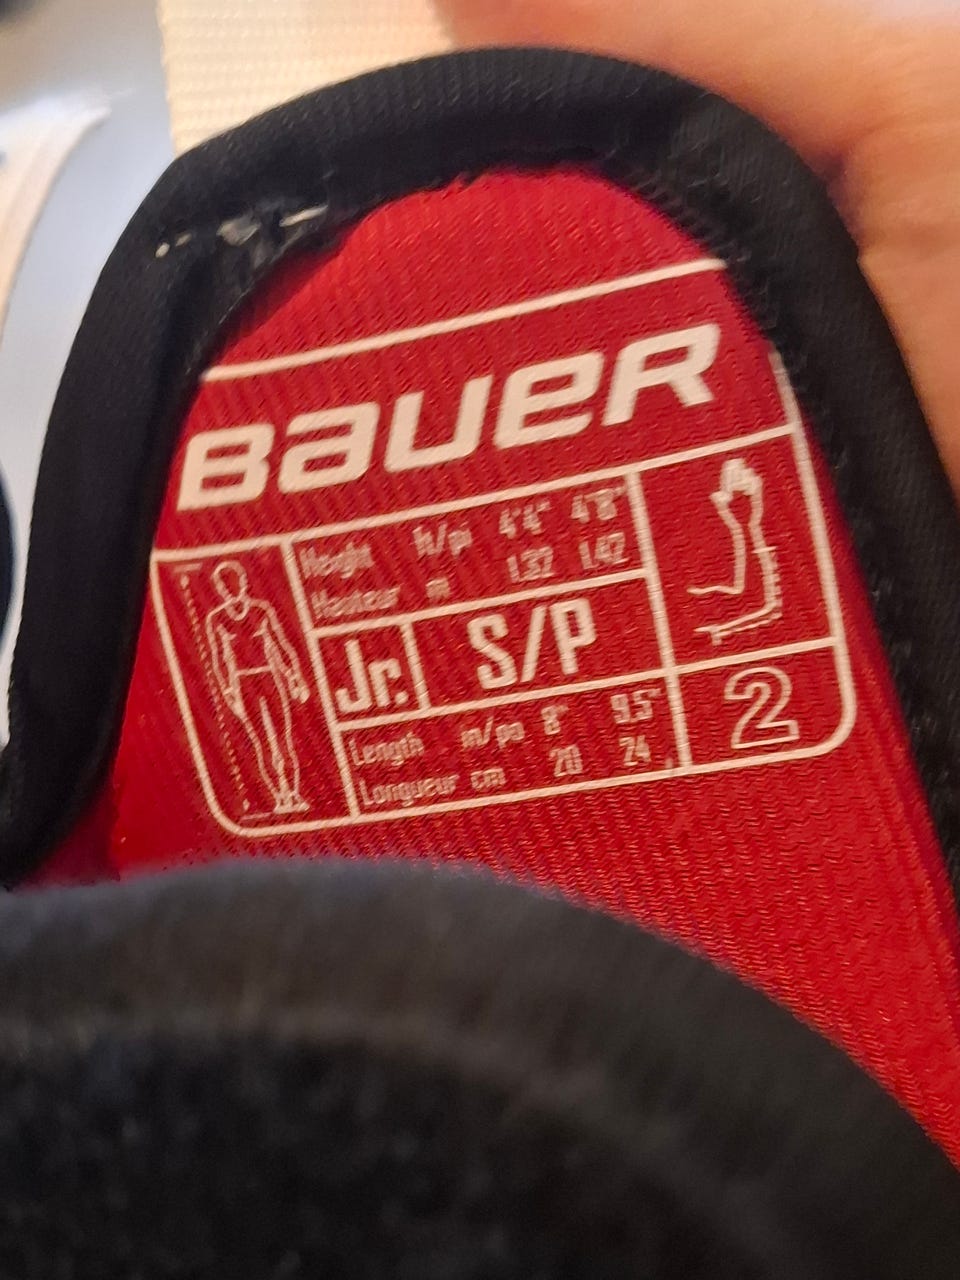 BAUER
Height ft/pi 4'4" 4'8"
Hauteur m 1.32 1.42
Jr. S/P
Length in/po 8" 9.5"
Longueur cm 20 24
2